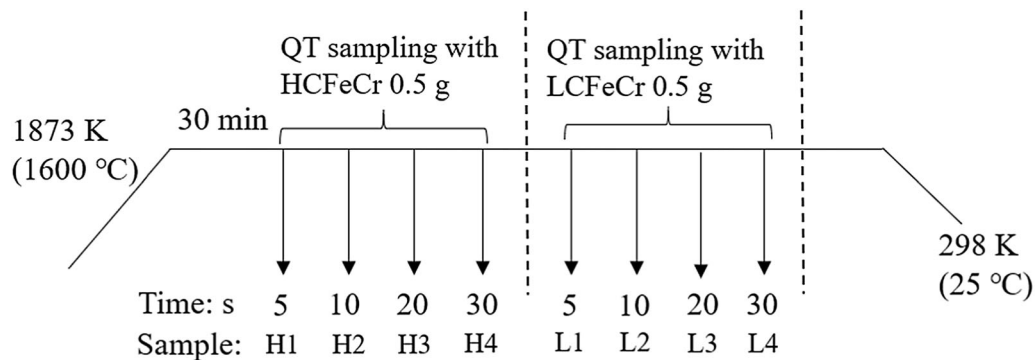 QT sampling with
HCFeCr 0.5 g
QT sampling with
LCFeCr 0.5 g
1873 K
(1600 ℃)
30 min
298 K
(25 ℃)
Time: s 5 10 20 30 5 10 20 30
Sample: H1 H2 H3 H4 L1 L2 L3 L4